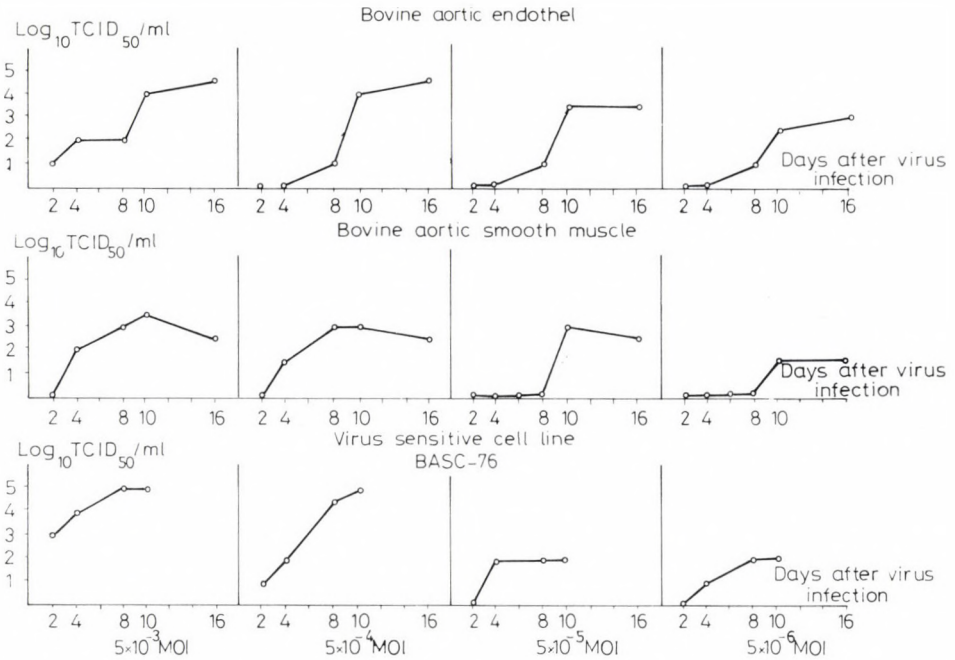 Bovine aortic endothel
Log10TCID50/ml
5
4
3
2
1
Days after virus
infection
2 4 8 10 16 2 4 8 10 16 2 4 8 10 16 2 4 8 10 16
Bovine aortic smooth muscle
Log10TCID50/ml
5
4
3
2
1
Days after virus
infection
2 4 8 10 16 2 4 8 10 16 2 4 8 10 16 2 4 8 10 16
Virus sensitive cell line
BASC-76
Log10TCID50/ml
5
4
3
2
1
Days after virus
infection
2 4 8 10 16 2 4 8 10 16 2 4 8 10 16 2 4 8 10 16
5×10-3MOI 5×10-4MOI 5×10-5MOI 5×10-6MOI